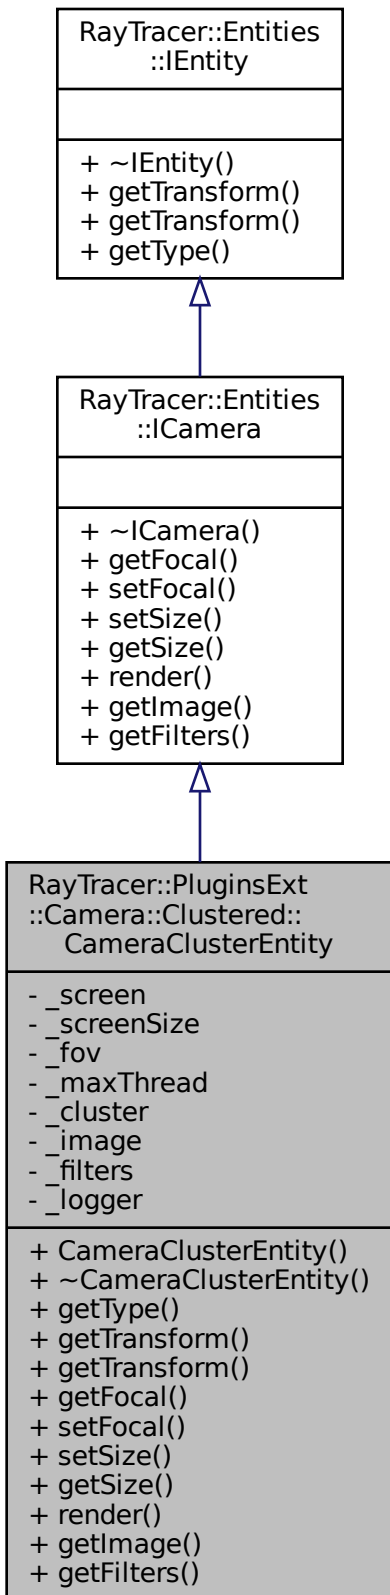 RayTracer::Entities
::IEntity
+ ~IEntity()
+ getTransform()
+ getTransform()
+ getType()
RayTracer::Entities
::ICamera
+ ~ICamera()
+ getFocal()
+ setFocal()
+ setSize()
+ getSize()
+ render()
+ getImage()
+ getFilters()
RayTracer::PluginsExt
::Camera::Clustered::
CameraClusterEntity
- _screen
- _screenSize
- _fov
- _maxThread
- _cluster
- _image
- _filters
- _logger
+ CameraClusterEntity()
+ ~CameraClusterEntity()
+ getType()
+ getTransform()
+ getTransform()
+ getFocal()
+ setFocal()
+ setSize()
+ getSize()
+ render()
+ getImage()
+ getFilters()